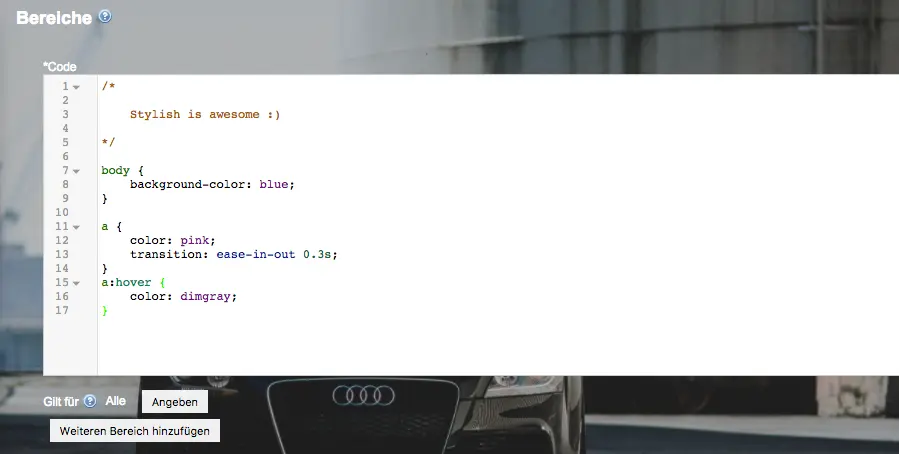 Bereiche ?
*Code
1 /*
2
3 Stylish is awesome :)
4
5 */
6
7 body {
8 background-color: blue;
9 }
10
11 a {
12 color: pink;
13 transition: ease-in-out 0.3s;
14 }
15 a:hover {
16 color: dimgray;
17 }
Gilt für ? Alle Angeben
Weiteren Bereich hinzufügen